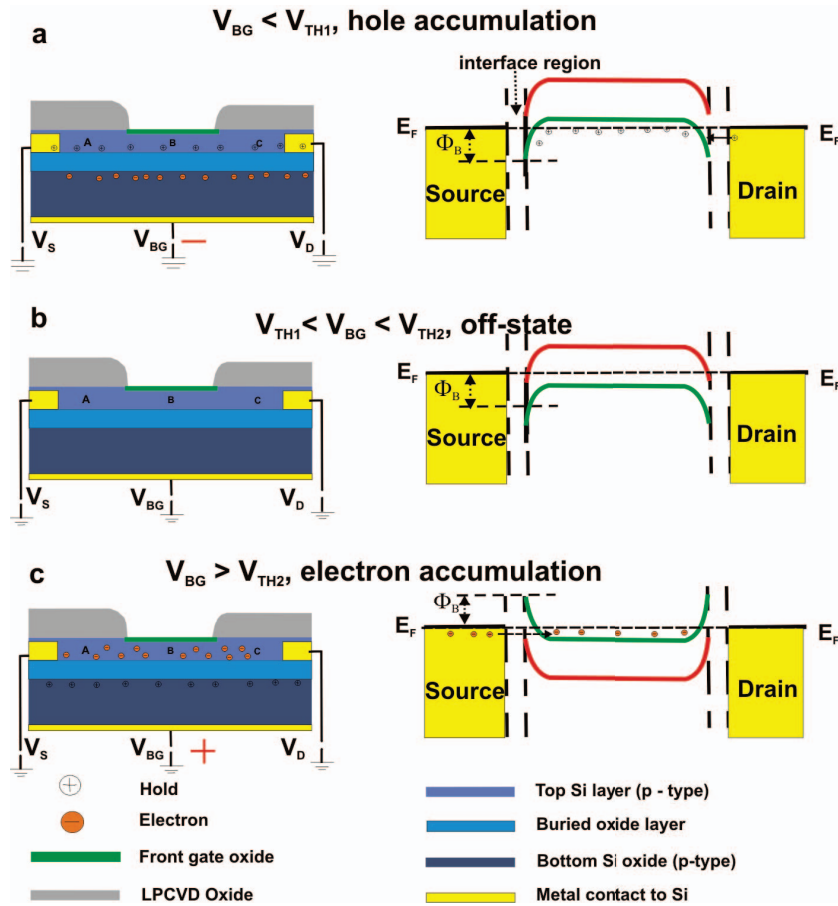 a
V_BG < V_TH1, hole accumulation
A B C
V_S V_BG − V_D
interface region
E_F Φ_B E_F
Source Drain
b
V_TH1 < V_BG < V_TH2, off-state
A B C
V_S V_BG V_D
E_F Φ_B E_F
Source Drain
c
V_BG > V_TH2, electron accumulation
A B C
V_S V_BG + V_D
Φ_B
E_F E_F
Source Drain
Hold
Electron
Front gate oxide
LPCVD Oxide
Top Si layer (p - type)
Buried oxide layer
Bottom Si oxide (p-type)
Metal contact to Si